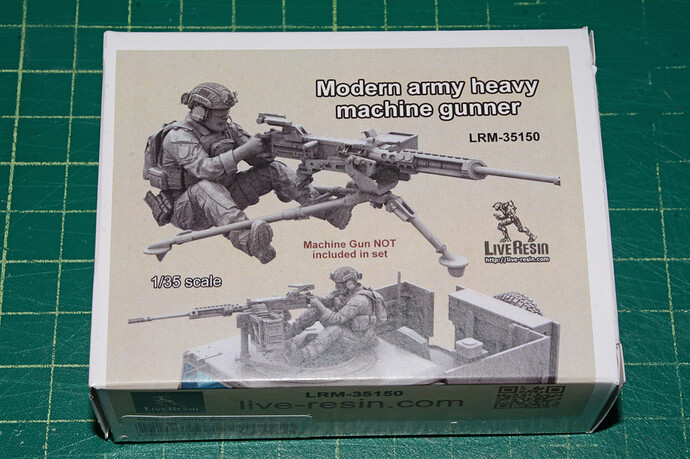 Modern army heavy
machine gunner
LRM-35150
LIVERESIN
http://live-resin.com
Machine Gun NOT
included in set
1/35 scale
LIVERESIN
LRM-35150
live-resin.com